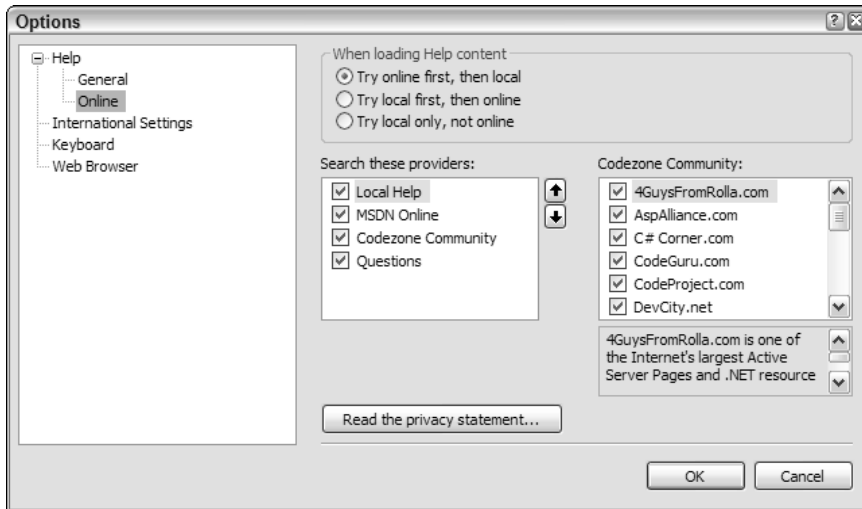 Options
Help
General
Online
International Settings
Keyboard
Web Browser
When loading Help content
Try online first, then local
Try local first, then online
Try local only, not online
Search these providers:
Local Help
MSDN Online
Codezone Community
Questions
Codezone Community:
4GuysFromRolla.com
AspAlliance.com
C# Corner.com
CodeGuru.com
CodeProject.com
DevCity.net
4GuysFromRolla.com is one of
the Internet's largest Active
Server Pages and .NET resource
Read the privacy statement...
OK
Cancel